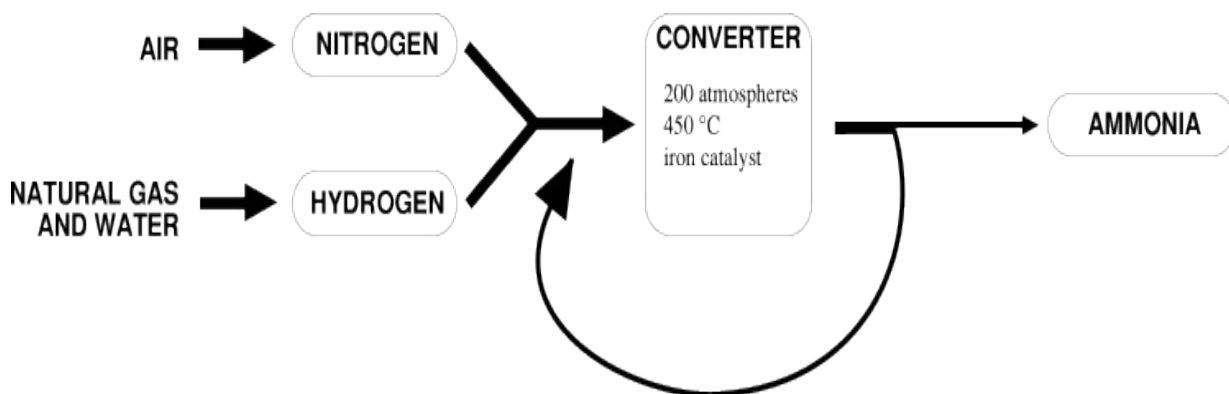 AIR
NITROGEN
NATURAL GAS
AND WATER
HYDROGEN
CONVERTER
200 atmospheres
450 °C
iron catalyst
AMMONIA